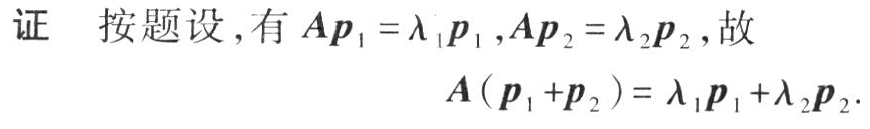 证 按题设,有 Ap₁=λ₁p₁,Ap₂=λ₂p₂,故
A(p₁+p₂)=λ₁p₁+λ₂p₂.